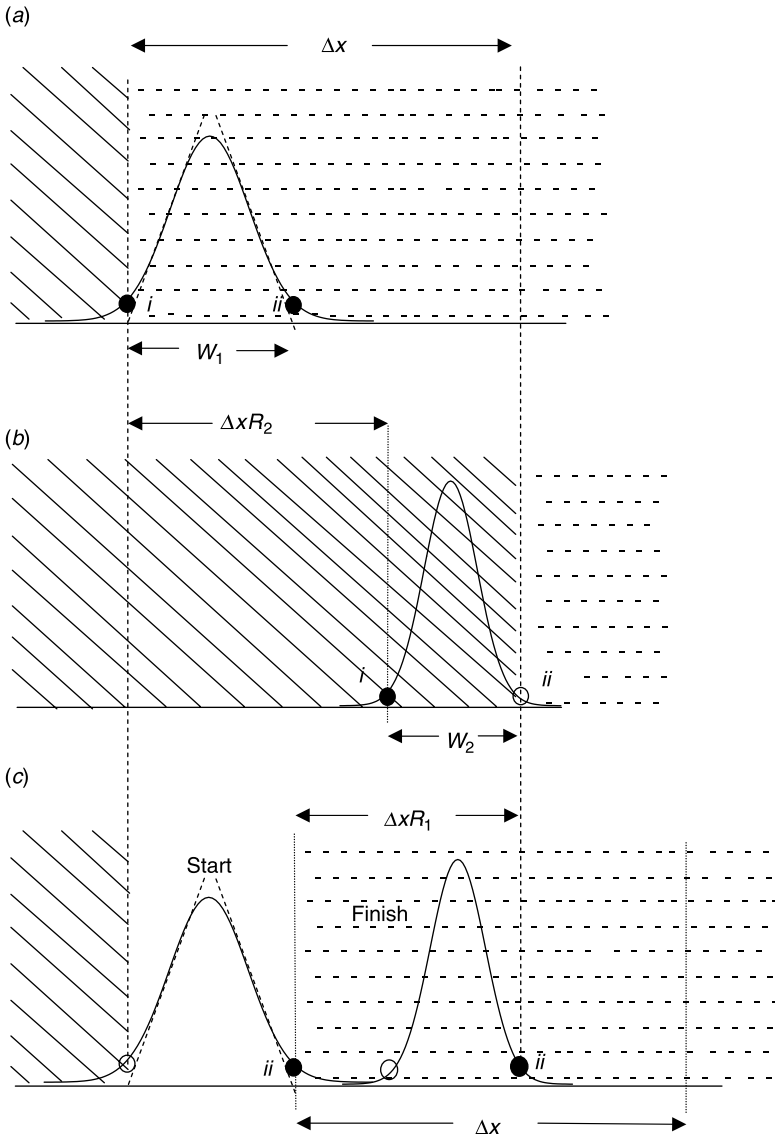 (a)
Δx
i
ii
W₁
ΔxR₂
(b)
i
ii
W₂
(c)
ΔxR₁
Start
Finish
ii
ii
Δx